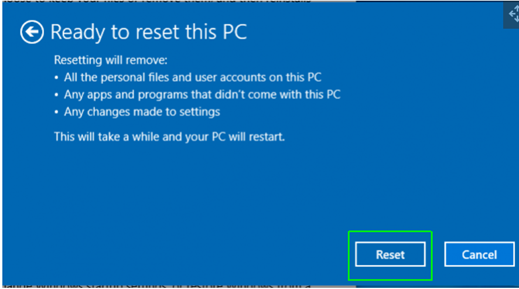 Ready to reset this PC
Resetting will remove:
• All the personal files and user accounts on this PC
• Any apps and programs that didn't come with this PC
• Any changes made to settings
This will take a while and your PC will restart.
Reset
Cancel